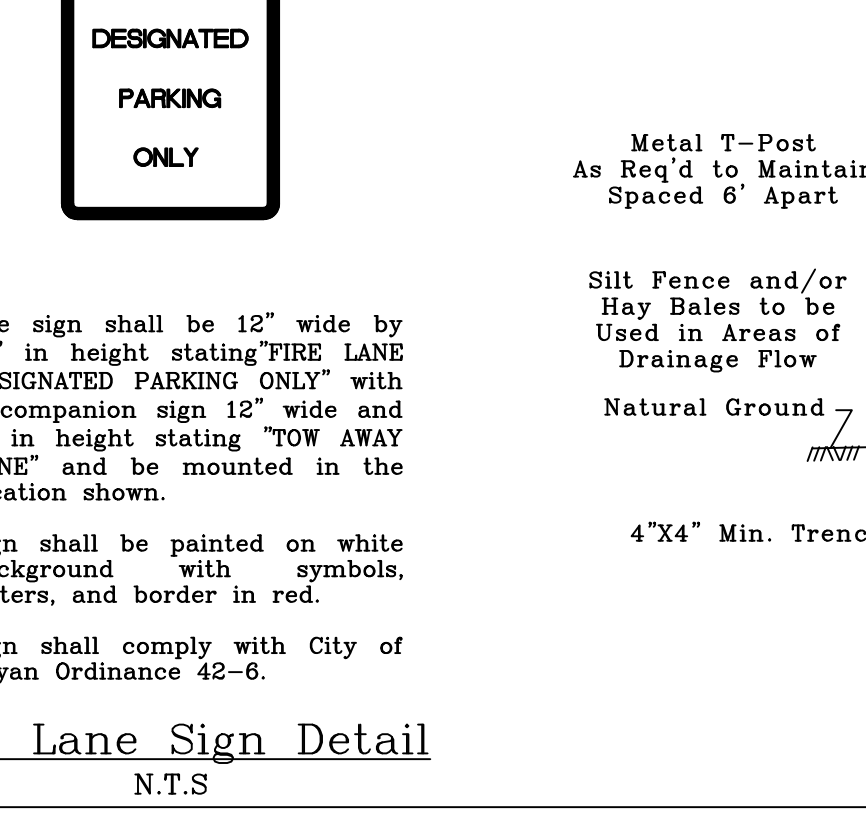 DESIGNATED
PARKING
ONLY
e sign shall be 12" wide by
" in height stating"FIRE LANE
SIGNATED PARKING ONLY" with
companion sign 12" wide and
in height stating "TOW AWAY
NE" and be mounted in the
cation shown.
gn shall be painted on white
ckground with symbols,
ters, and border in red.
gn shall comply with City of
yan Ordinance 42-6.
Lane Sign Detail
N.T.S
Metal T-Post
As Req'd to Maintain
Spaced 6' Apart
Silt Fence and/or
Hay Bales to be
Used in Areas of
Drainage Flow
Natural Ground
4"X4" Min. Trenc